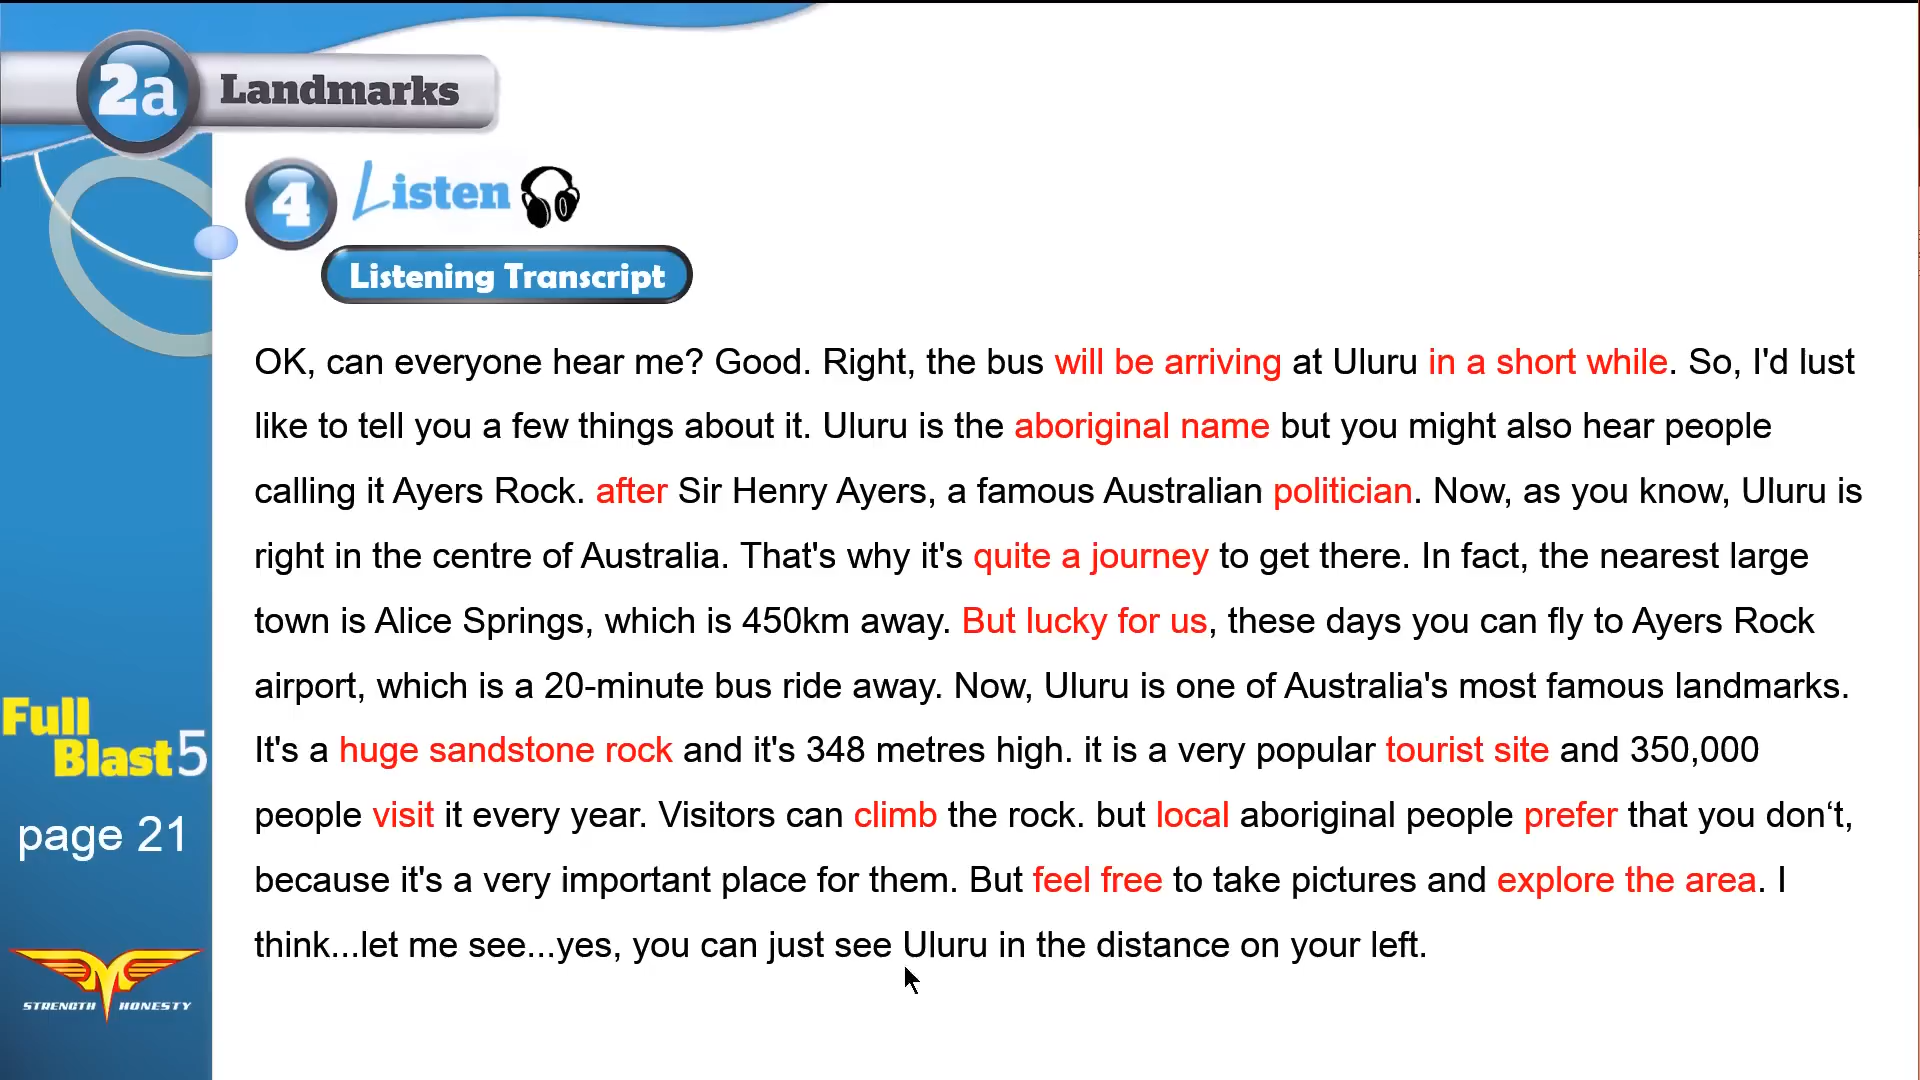 2a Landmarks
4 Listen
Listening Transcript
OK, can everyone hear me? Good. Right, the bus will be arriving at Uluru in a short while. So, I'd lust
like to tell you a few things about it. Uluru is the aboriginal name but you might also hear people
calling it Ayers Rock. after Sir Henry Ayers, a famous Australian politician. Now, as you know, Uluru is
right in the centre of Australia. That's why it's quite a journey to get there. In fact, the nearest large
town is Alice Springs, which is 450km away. But lucky for us, these days you can fly to Ayers Rock
airport, which is a 20-minute bus ride away. Now, Uluru is one of Australia's most famous landmarks.
It's a huge sandstone rock and it's 348 metres high. it is a very popular tourist site and 350,000
people visit it every year. Visitors can climb the rock. but local aboriginal people prefer that you don‘t,
because it's a very important place for them. But feel free to take pictures and explore the area. I
think...let me see...yes, you can just see Uluru in the distance on your left.
Full
Blast 5
page 21
STRENGTH HONESTY